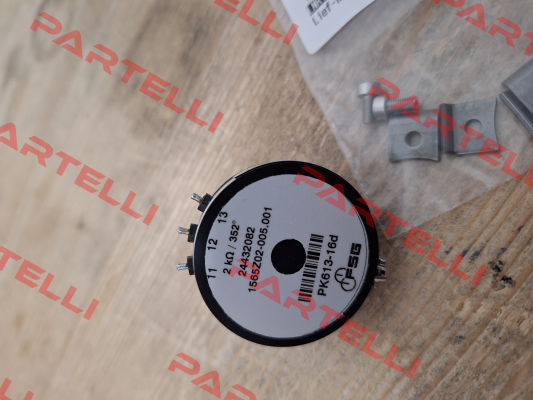 11 12 13
2 kΩ / 352°
24432082
1565Z02-005.001
PK613-16d
FSG
PARTELLI
PARTELLI
PARTELLI
PARTELLI
PARTELLI
PARTELLI
PARTELLI